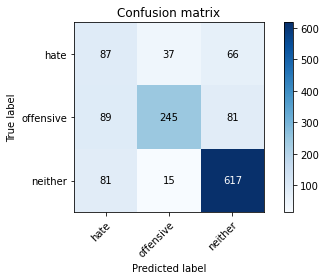 Confusion matrix
hate 87 37 66
offensive 89 245 81
neither 81 15 617
hate offensive neither
True label
Predicted label
600
500
400
300
200
100